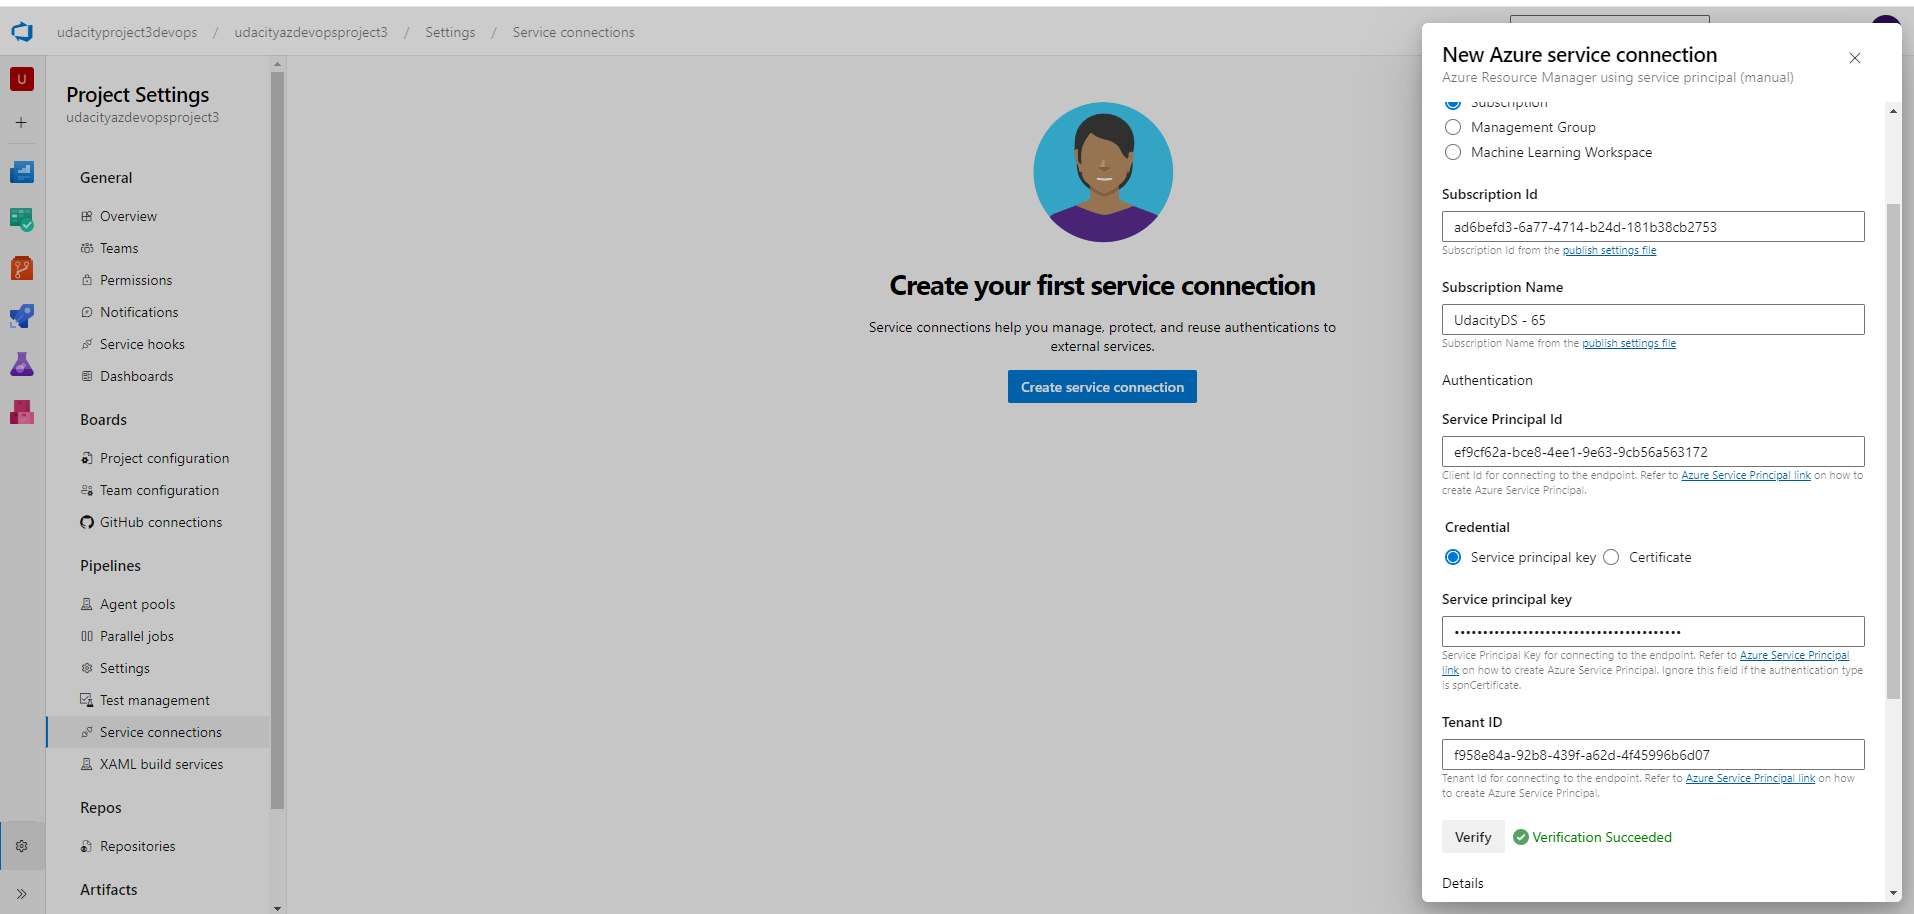 udacityproject3devops / udacityazdevopsproject3 / Settings / Service connections
U
Project Settings
udacityazdevopsproject3
General
Overview
Teams
Permissions
Notifications
Service hooks
Dashboards
Boards
Project configuration
Team configuration
GitHub connections
Pipelines
Agent pools
Parallel jobs
Settings
Test management
Service connections
XAML build services
Repos
Repositories
Artifacts
Create your first service connection
Service connections help you manage, protect, and reuse authentications to
external services.
Create service connection
New Azure service connection
Azure Resource Manager using service principal (manual)
Subscription
Management Group
Machine Learning Workspace
Subscription Id
ad6befd3-6a77-4714-b24d-181b38cb2753
Subscription Id from the publish settings file
Subscription Name
UdacityDS - 65
Subscription Name from the publish settings file
Authentication
Service Principal Id
ef9cf62a-bce8-4ee1-9e63-9cb56a563172
Client Id for connecting to the endpoint. Refer to Azure Service Principal link on how to
create Azure Service Principal.
Credential
Service principal key Certificate
Service principal key
Service Principal Key for connecting to the endpoint. Refer to Azure Service Principal
link on how to create Azure Service Principal. Ignore this field if the authentication type
is spnCertificate.
Tenant ID
f958e84a-92b8-439f-a62d-4f45996b6d07
Tenant Id for connecting to the endpoint. Refer to Azure Service Principal link on how
to create Azure Service Principal.
Verify Verification Succeeded
Details